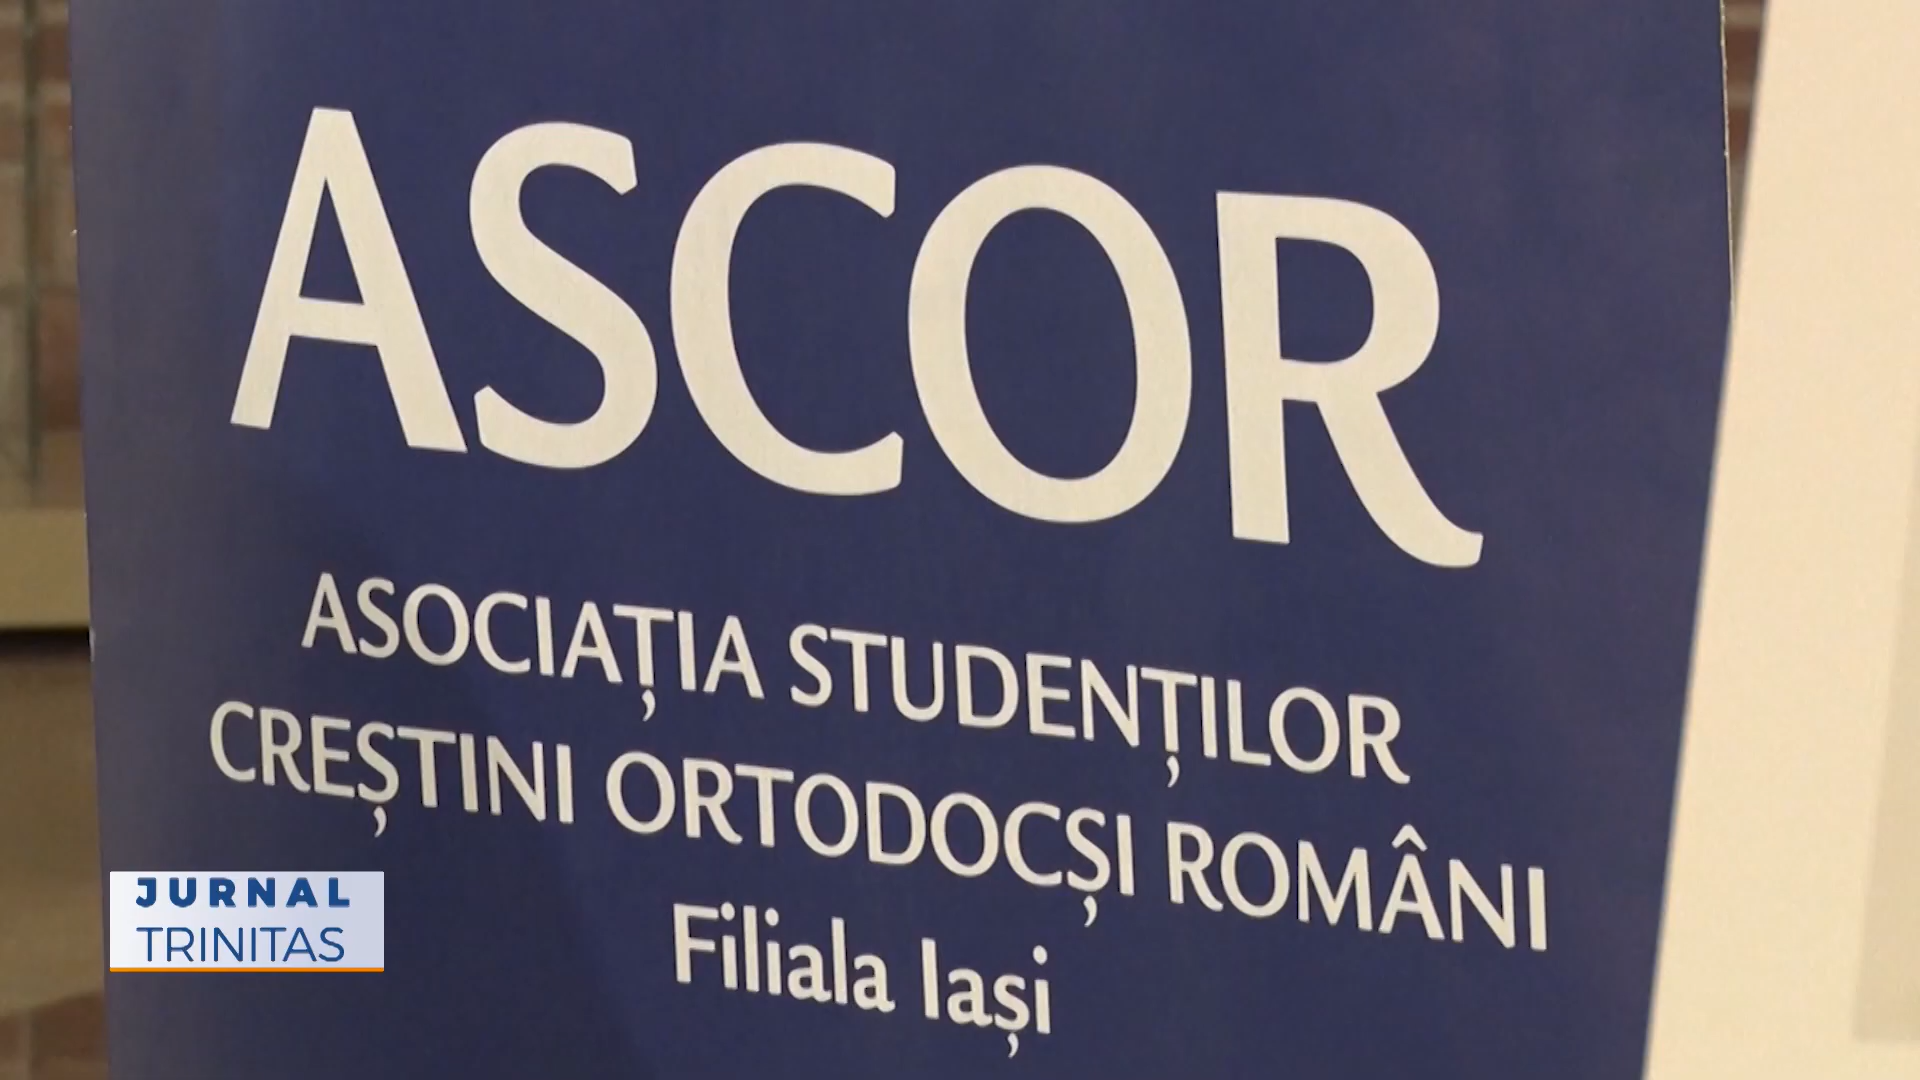 ASCOR
ASOCIAȚIA STUDENȚILOR
CREȘTINI ORTODOCȘI ROMÂNI
Filiala Iași
JURNAL
TRINITAS